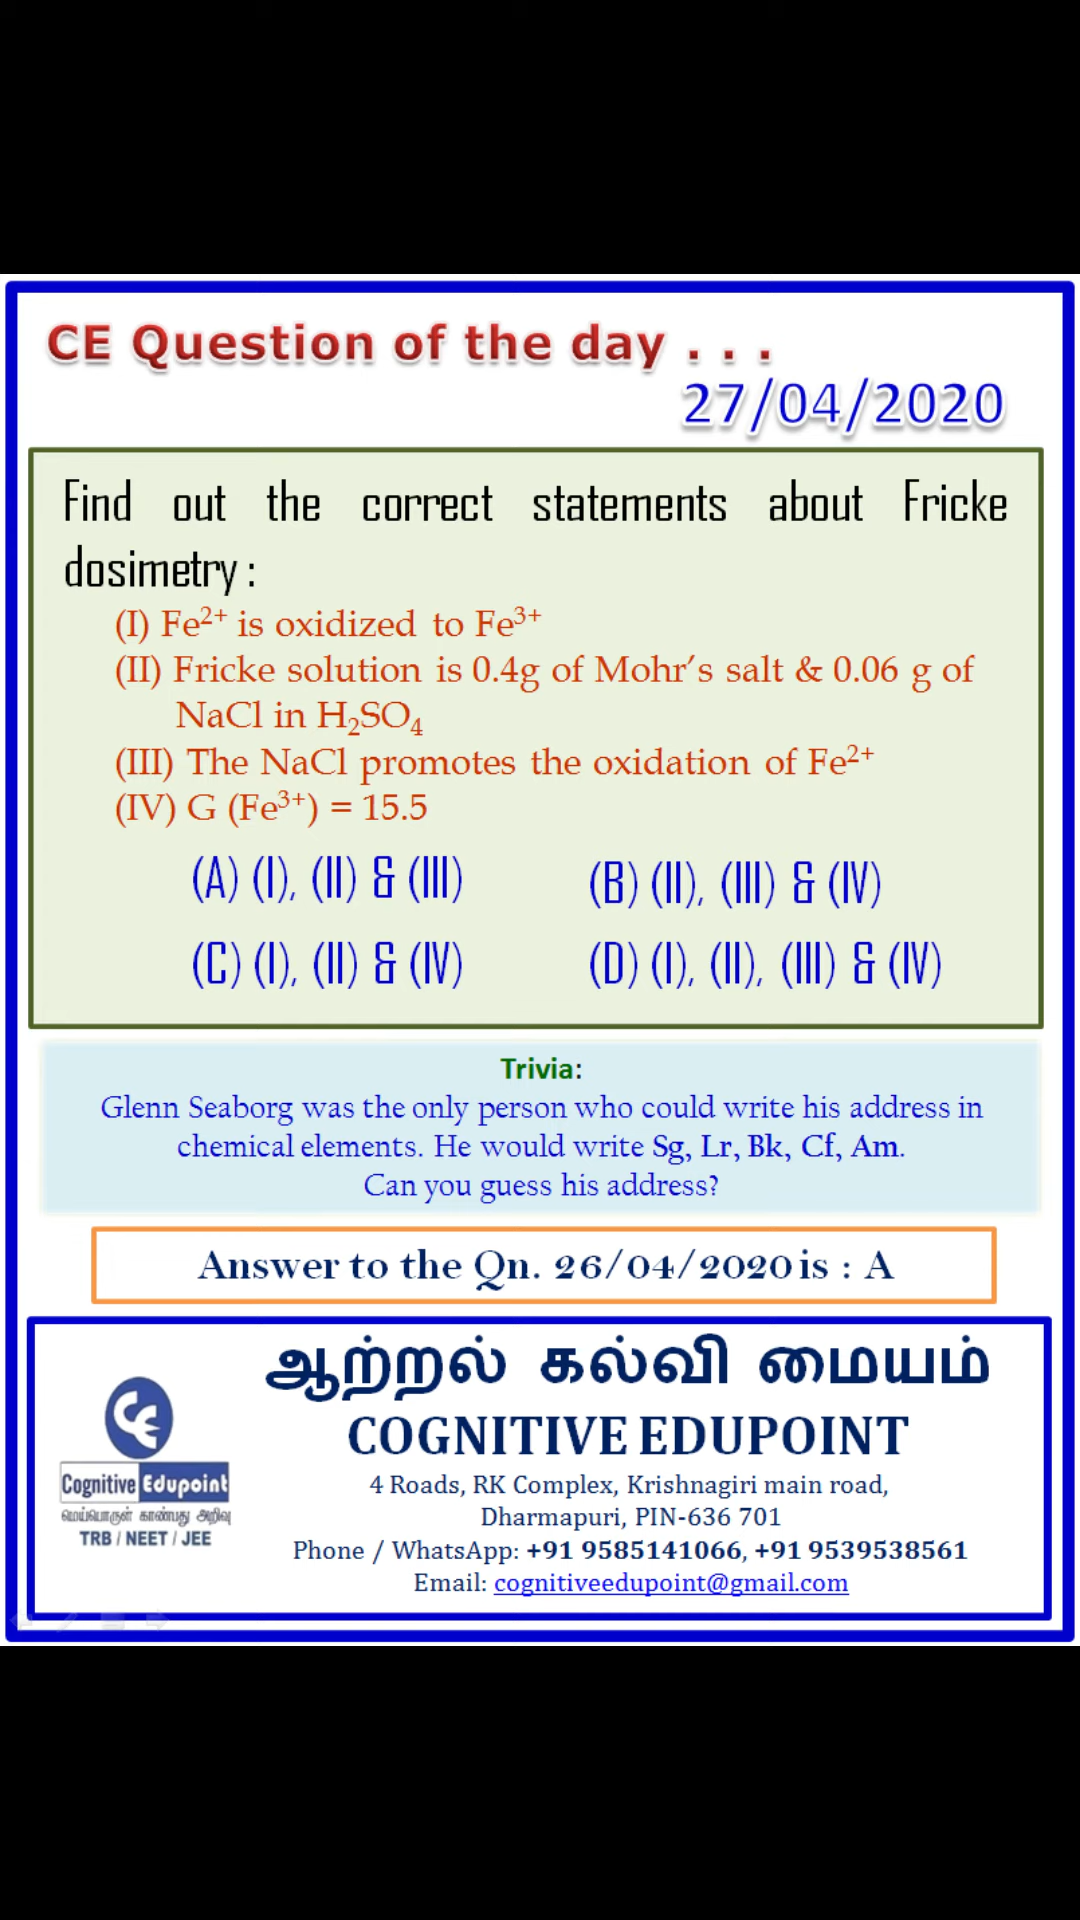 CE Question of the day . . .
27/04/2020
Find out the correct statements about Fricke
dosimetry :
(I) Fe²⁺ is oxidized to Fe³⁺
(II) Fricke solution is 0.4g of Mohr's salt & 0.06 g of
NaCl in H₂SO₄
(III) The NaCl promotes the oxidation of Fe²⁺
(IV) G (Fe³⁺) = 15.5
(A) (I), (II) & (III) (B) (II), (III) & (IV)
(C) (I), (II) & (IV) (D) (I), (II), (III) & (IV)
Trivia:
Glenn Seaborg was the only person who could write his address in
chemical elements. He would write Sg, Lr, Bk, Cf, Am.
Can you guess his address?
Answer to the Qn. 26/04/2020 is : A
ஆற்றல் கல்வி மையம்
COGNITIVE EDUPOINT
4 Roads, RK Complex, Krishnagiri main road,
Dharmapuri, PIN-636 701
Phone / WhatsApp: +91 9585141066, +91 9539538561
Email: cognitiveedupoint@gmail.com
CE
Cognitive Edupoint
மெய்பொருள் காண்பது அறிவு
TRB / NEET / JEE